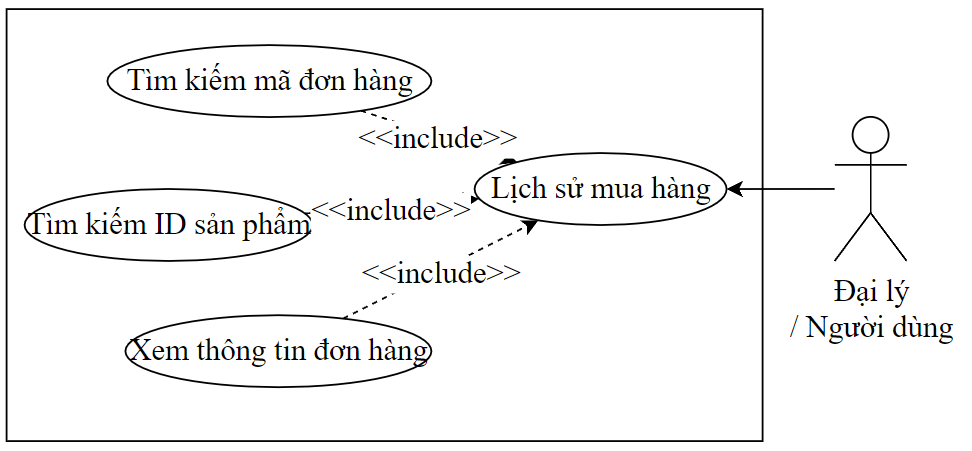 Tìm kiếm mã đơn hàng
<<include>>
Lịch sử mua hàng
Tìm kiếm ID sản phẩm
<<include>>
<<include>>
Xem thông tin đơn hàng
Đại lý
/ Người dùng